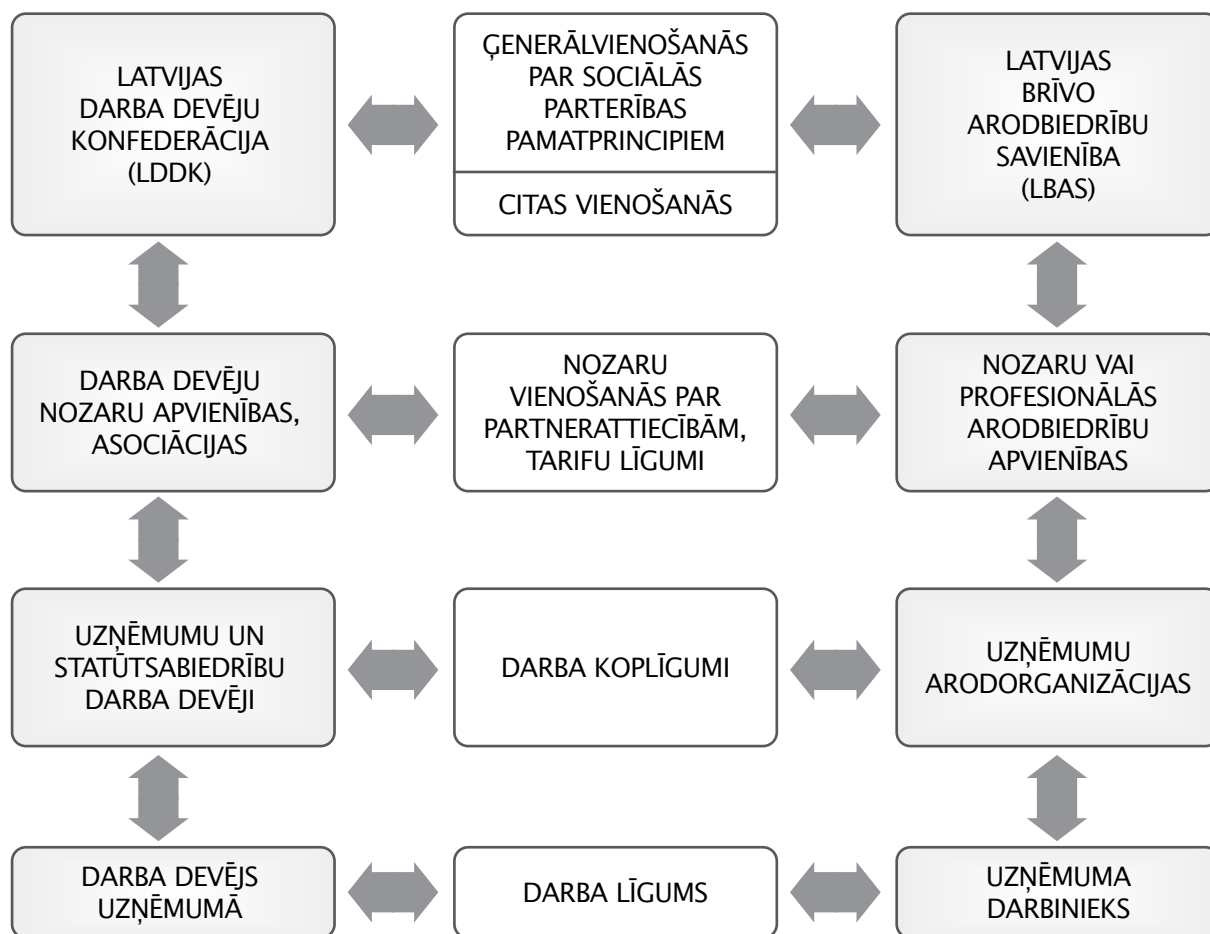 LATVIJAS
DARBA DEVĒJU
KONFEDERĀCIJA
(LDDK)
ĢENERĀLVIENOŠANĀS
PAR SOCIĀLĀS
PARTERĪBAS
PAMATPRINCIPIEM
CITAS VIENOŠANĀS
LATVIJAS
BRĪVO
ARODBIEDRĪBU
SAVIENĪBA
(LBAS)
DARBA DEVĒJU
NOZARU APVIENĪBAS,
ASOCIĀCIJAS
NOZARU
VIENOŠANĀS PAR
PARTNERATTIECĪBĀM,
TARIFU LĪGUMI
NOZARU VAI
PROFESIONĀLĀS
ARODBIEDRĪBU
APVIENĪBAS
UZŅĒMUMU UN
STATŪTSABIEDRĪBU
DARBA DEVĒJI
DARBA KOPLĪGUMI
UZŅĒMUMU
ARODORGANIZĀCIJAS
DARBA DEVĒJS
UZŅĒMUMĀ
DARBA LĪGUMS
UZŅĒMUMA
DARBINIEKS